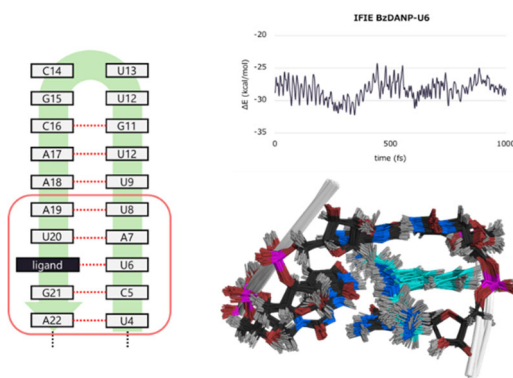 C14 U13
G15 U12
C16 G11
A17 U12
A18 U9
A19 U8
U20 A7
ligand U6
G21 C5
A22 U4
IFIE BzDANP-U6
-20
-25
-30
-35
ΔE (kcal/mol)
0 500 1000
time (fs)